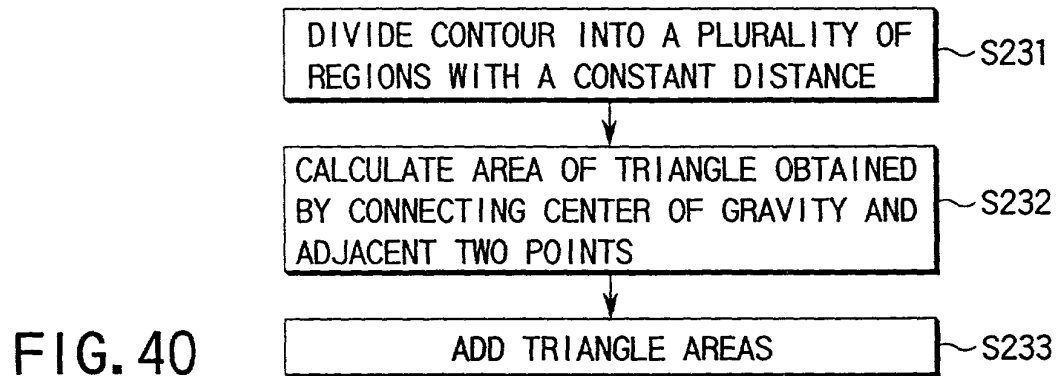 DIVIDE CONTOUR INTO A PLURALITY OF
REGIONS WITH A CONSTANT DISTANCE
S231
CALCULATE AREA OF TRIANGLE OBTAINED
BY CONNECTING CENTER OF GRAVITY AND
ADJACENT TWO POINTS
S232
ADD TRIANGLE AREAS
S233
FIG. 40